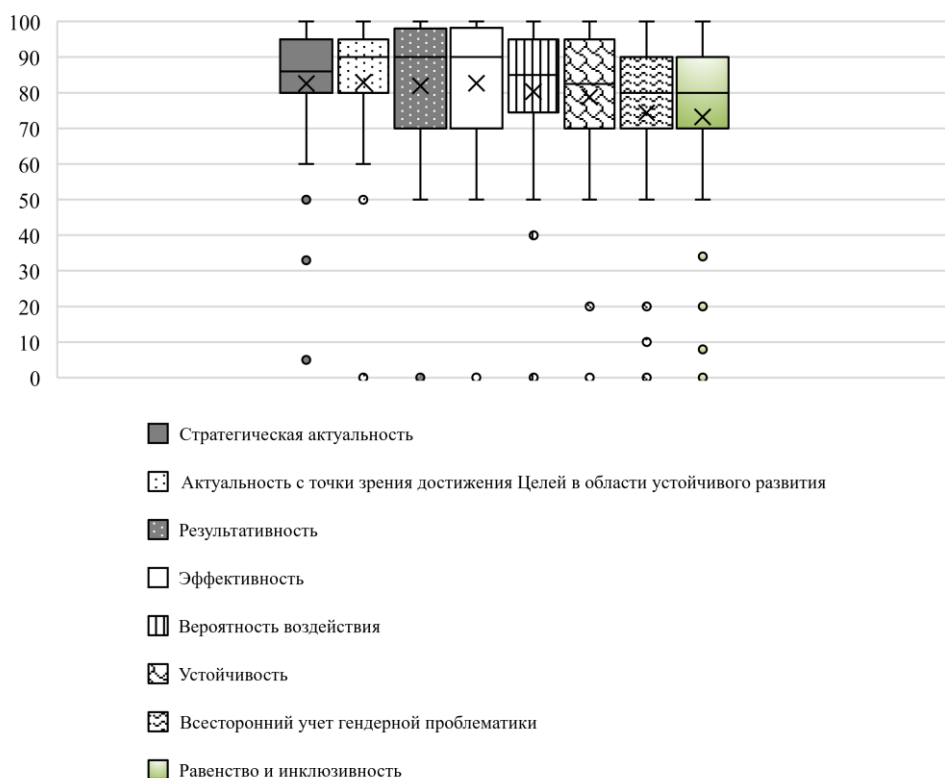 100
90
80
70
60
50
40
30
20
10
0
Стратегическая актуальность
Актуальность с точки зрения достижения Целей в области устойчивого развития
Результативность
Эффективность
Вероятность воздействия
Устойчивость
Всесторонний учет гендерной проблематики
Равенство и инклюзивность